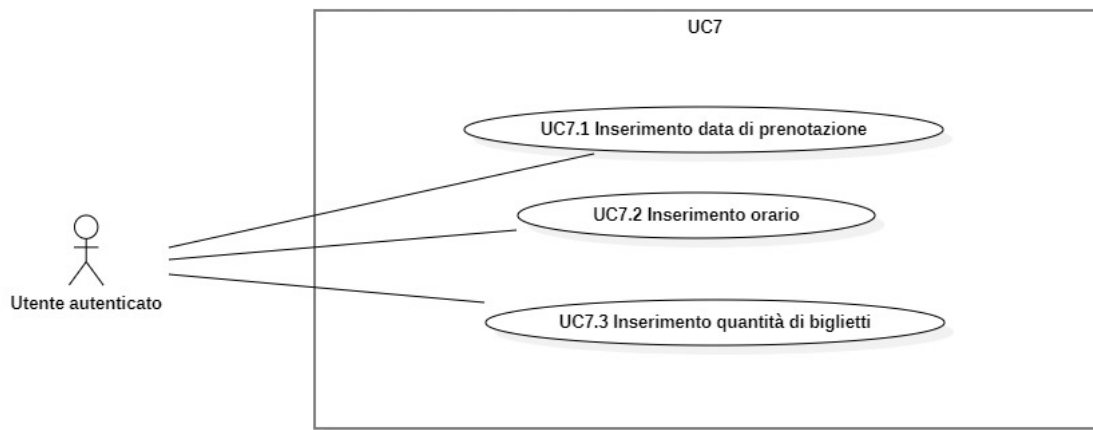 UC7
UC7.1 Inserimento data di prenotazione
UC7.2 Inserimento orario
Utente autenticato
UC7.3 Inserimento quantità di biglietti